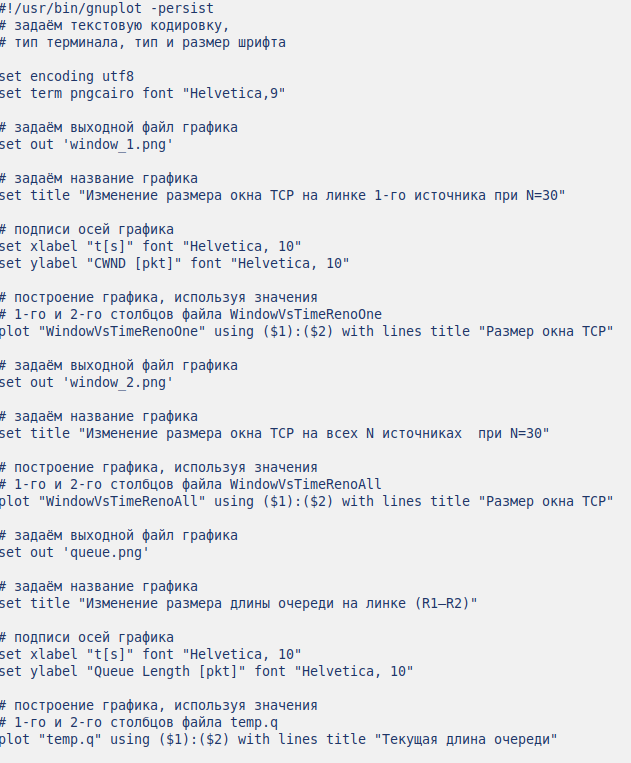 #!/usr/bin/gnuplot -persist
# задаём текстовую кодировку,
# тип терминала, тип и размер шрифта
set encoding utf8
set term pngcairo font "Helvetica,9"
# задаём выходной файл графика
set out 'window_1.png'
# задаём название графика
set title "Изменение размера окна TCP на линке 1-го источника при N=30"
# подписи осей графика
set xlabel "t[s]" font "Helvetica, 10"
set ylabel "CWND [pkt]" font "Helvetica, 10"
# построение графика, используя значения
# 1-го и 2-го столбцов файла WindowVsTimeRenoOne
plot "WindowVsTimeRenoOne" using ($1):($2) with lines title "Размер окна TCP"
# задаём выходной файл графика
set out 'window_2.png'
# задаём название графика
set title "Изменение размера окна TCP на всех N источниках  при N=30"
# построение графика, используя значения
# 1-го и 2-го столбцов файла WindowVsTimeRenoAll
plot "WindowVsTimeRenoAll" using ($1):($2) with lines title "Размер окна TCP"
# задаём выходной файл графика
set out 'queue.png'
# задаём название графика
set title "Изменение размера длины очереди на линке (R1–R2)"
# подписи осей графика
set xlabel "t[s]" font "Helvetica, 10"
set ylabel "Queue Length [pkt]" font "Helvetica, 10"
# построение графика, используя значения
# 1-го и 2-го столбцов файла temp.q
plot "temp.q" using ($1):($2) with lines title "Текущая длина очереди"